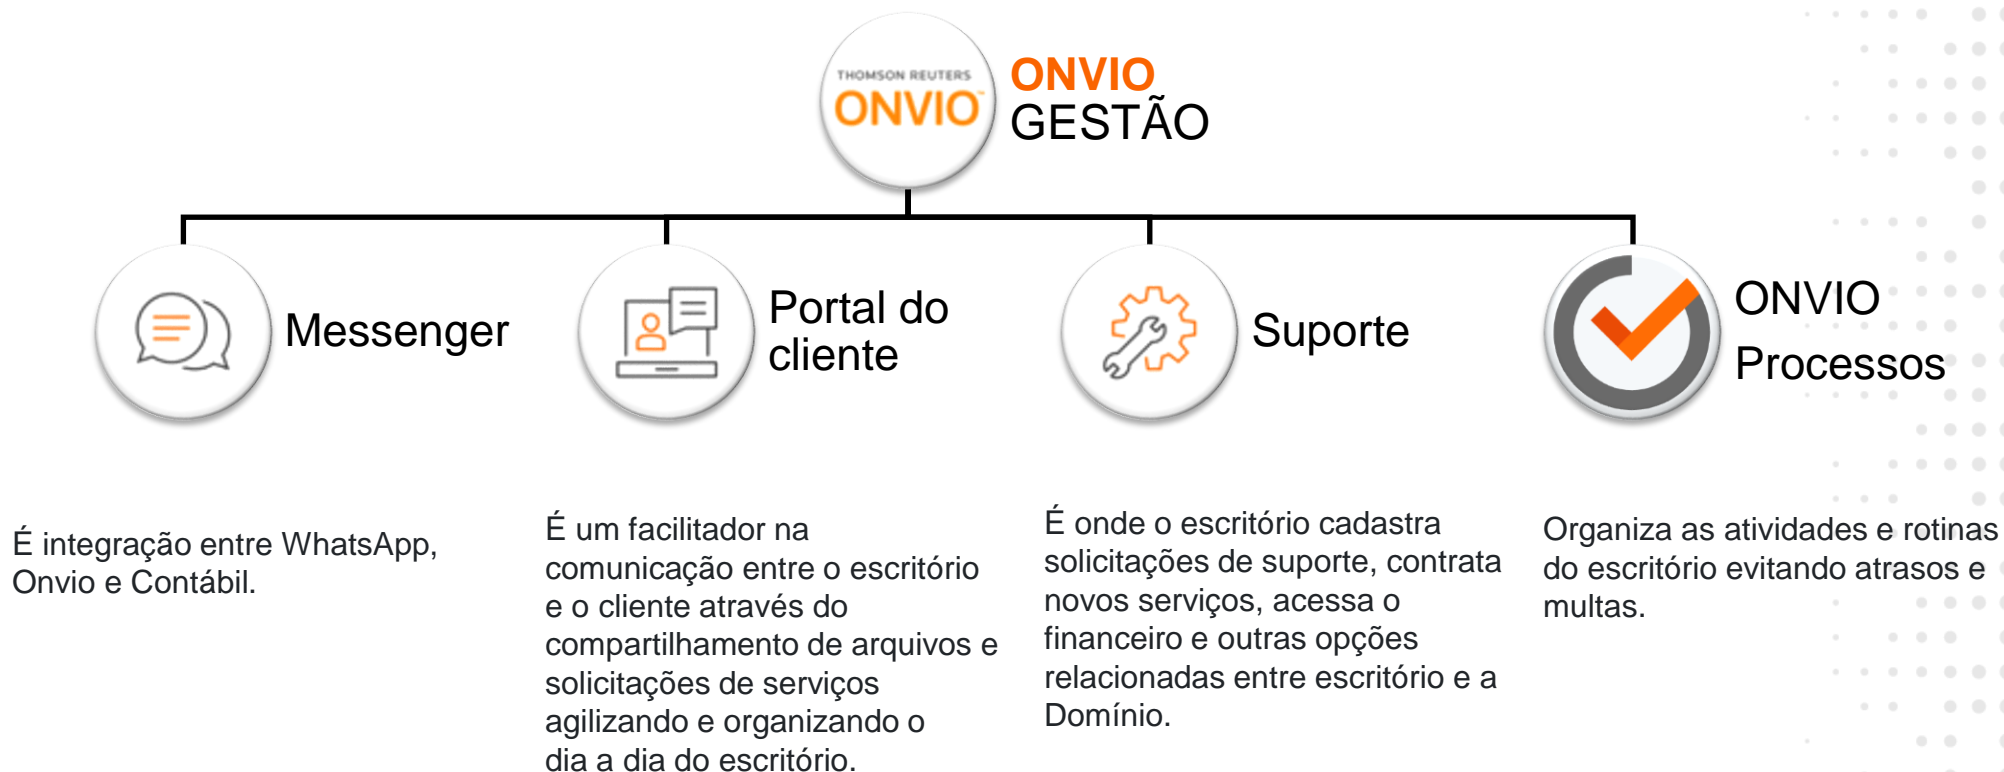 THOMSON REUTERS
ONVIO™
ONVIO
GESTÃO
Messenger
Portal do
cliente
Suporte
ONVIO
Processos
É integração entre WhatsApp,
Onvio e Contábil.
É um facilitador na
comunicação entre o escritório
e o cliente através do
compartilhamento de arquivos e
solicitações de serviços
agilizando e organizando o
dia a dia do escritório.
É onde o escritório cadastra
solicitações de suporte, contrata
novos serviços, acessa o
financeiro e outras opções
relacionadas entre escritório e a
Domínio.
Organiza as atividades e rotinas
do escritório evitando atrasos e
multas.